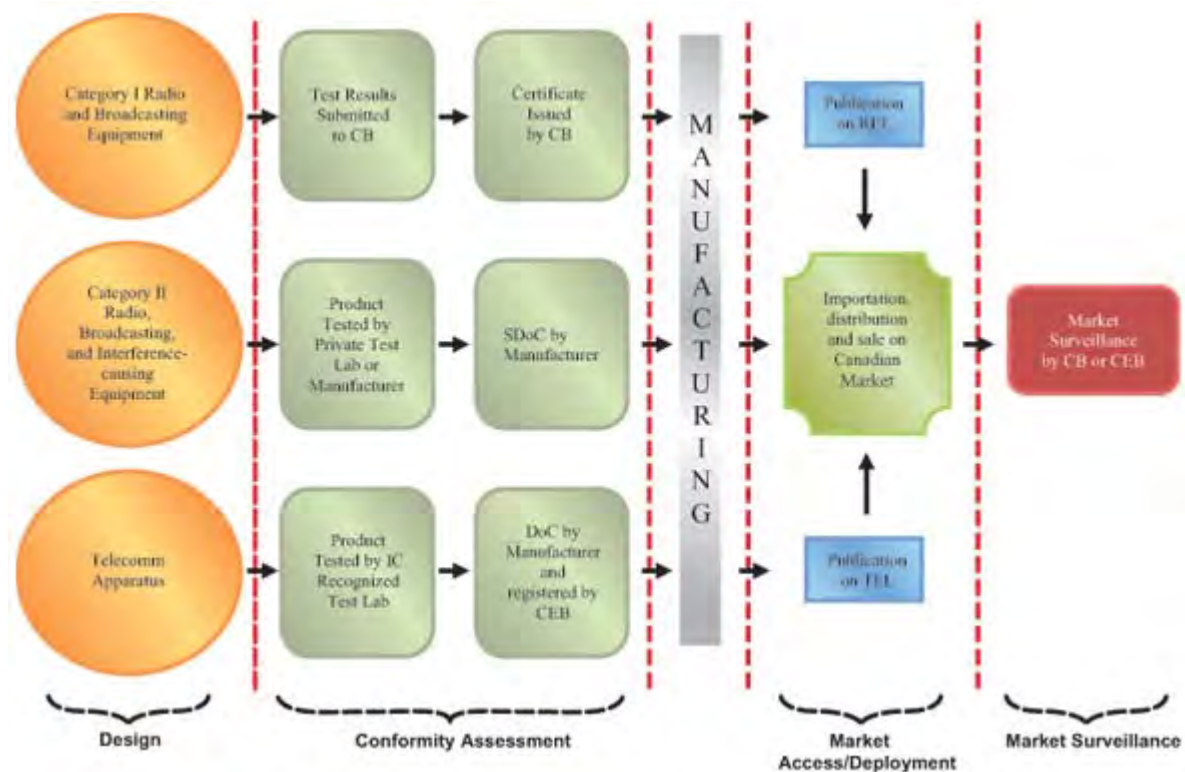 Category I Radio
and Broadcasting
Equipment
Test Results
Submitted
to CB
Certificate
Issued
by CB
Publication
on REL
Category II
Radio,
Broadcasting,
and Interference-
causing
Equipment
Product
Tested by
Private Test
Lab or
Manufacturer
SDoC by
Manufacturer
MANUFACTURING
Importation,
distribution
and sale on
Canadian
Market
Market
Surveillance
by CB or CEB
Telecomm
Apparatus
Product
Tested by IC
Recognized
Test Lab
DoC by
Manufacturer
and
registered by
CEB
Publication
on TEL
Design
Conformity Assessment
Market
Access/Deployment
Market Surveillance